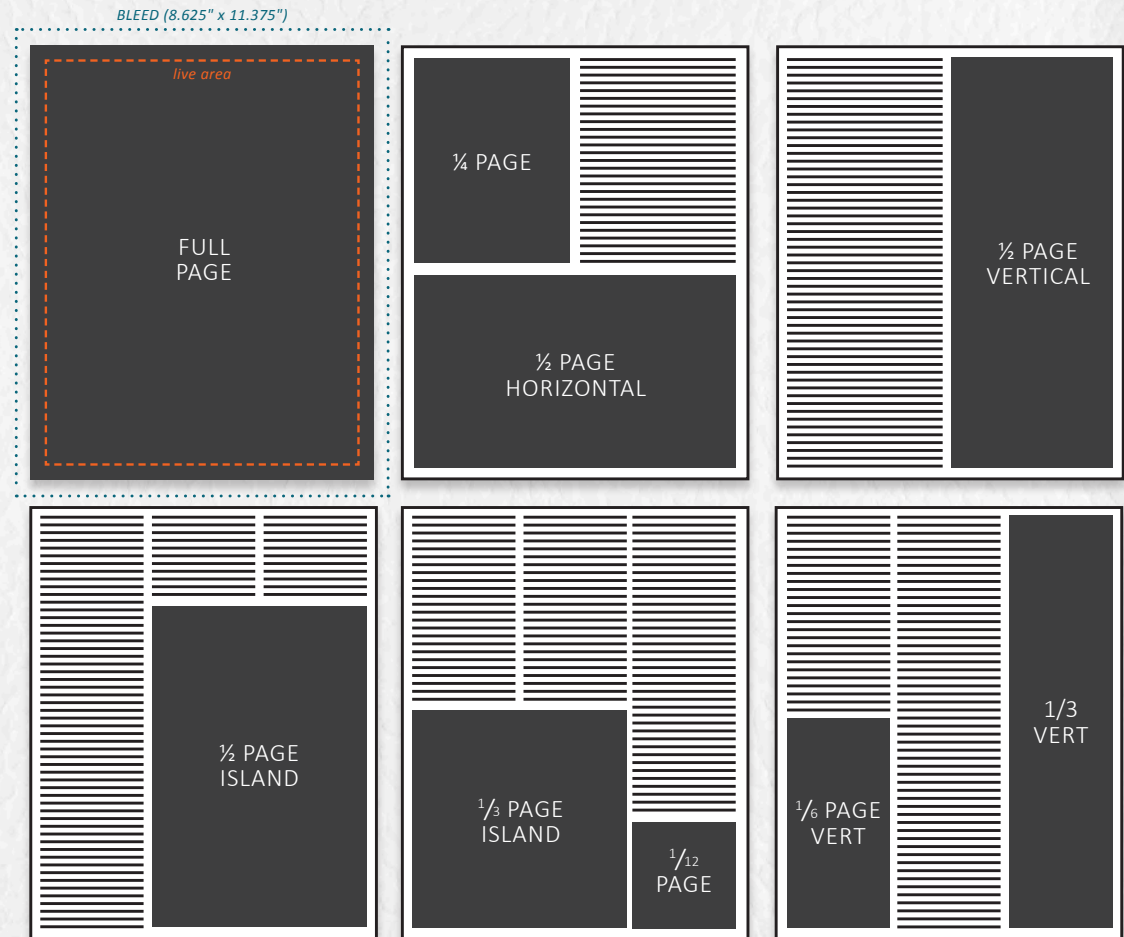 BLEED (8.625" x 11.375")
live area
FULL
PAGE
¼ PAGE
½ PAGE
HORIZONTAL
½ PAGE
VERTICAL
½ PAGE
ISLAND
1/3 PAGE
ISLAND
1/12
PAGE
1/6 PAGE
VERT
1/3
VERT